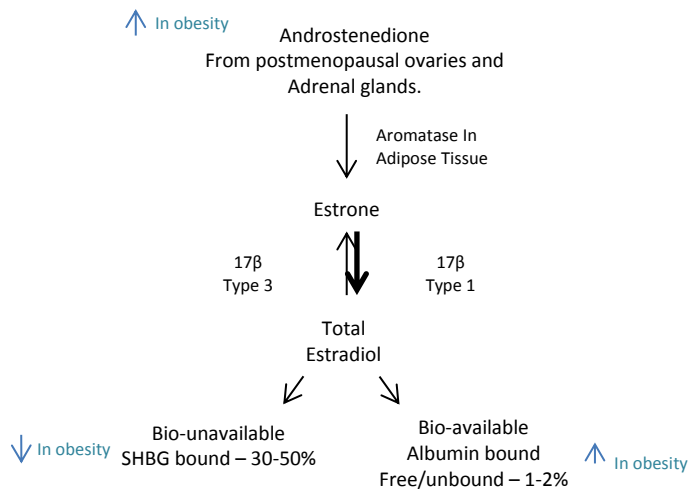 In obesity
Androstenedione
From postmenopausal ovaries and
Adrenal glands.
Aromatase In
Adipose Tissue
Estrone
17β
Type 3
17β
Type 1
Total
Estradiol
In obesity
Bio-unavailable
SHBG bound – 30-50%
Bio-available
Albumin bound
Free/unbound – 1-2%
In obesity